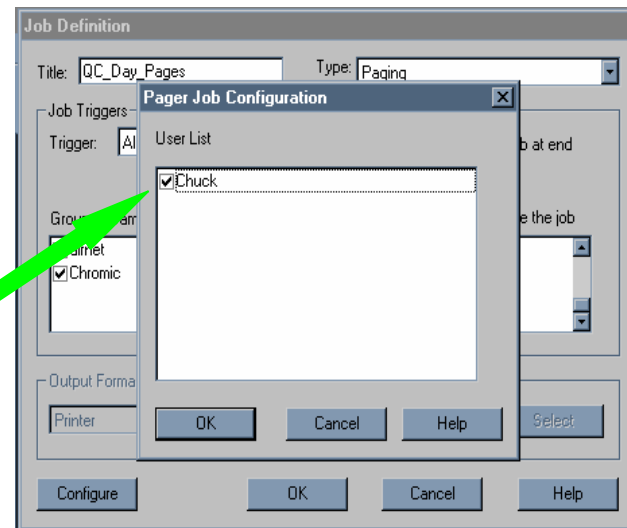 Job Definition
Title: QC_Day_Pages Type: Paging
Pager Job Configuration
Job Triggers
User List
Trigger: Al b at end
Chuck
e the job
Chromic
Output Forma
Printer OK Cancel Help Select
Configure OK Cancel Help